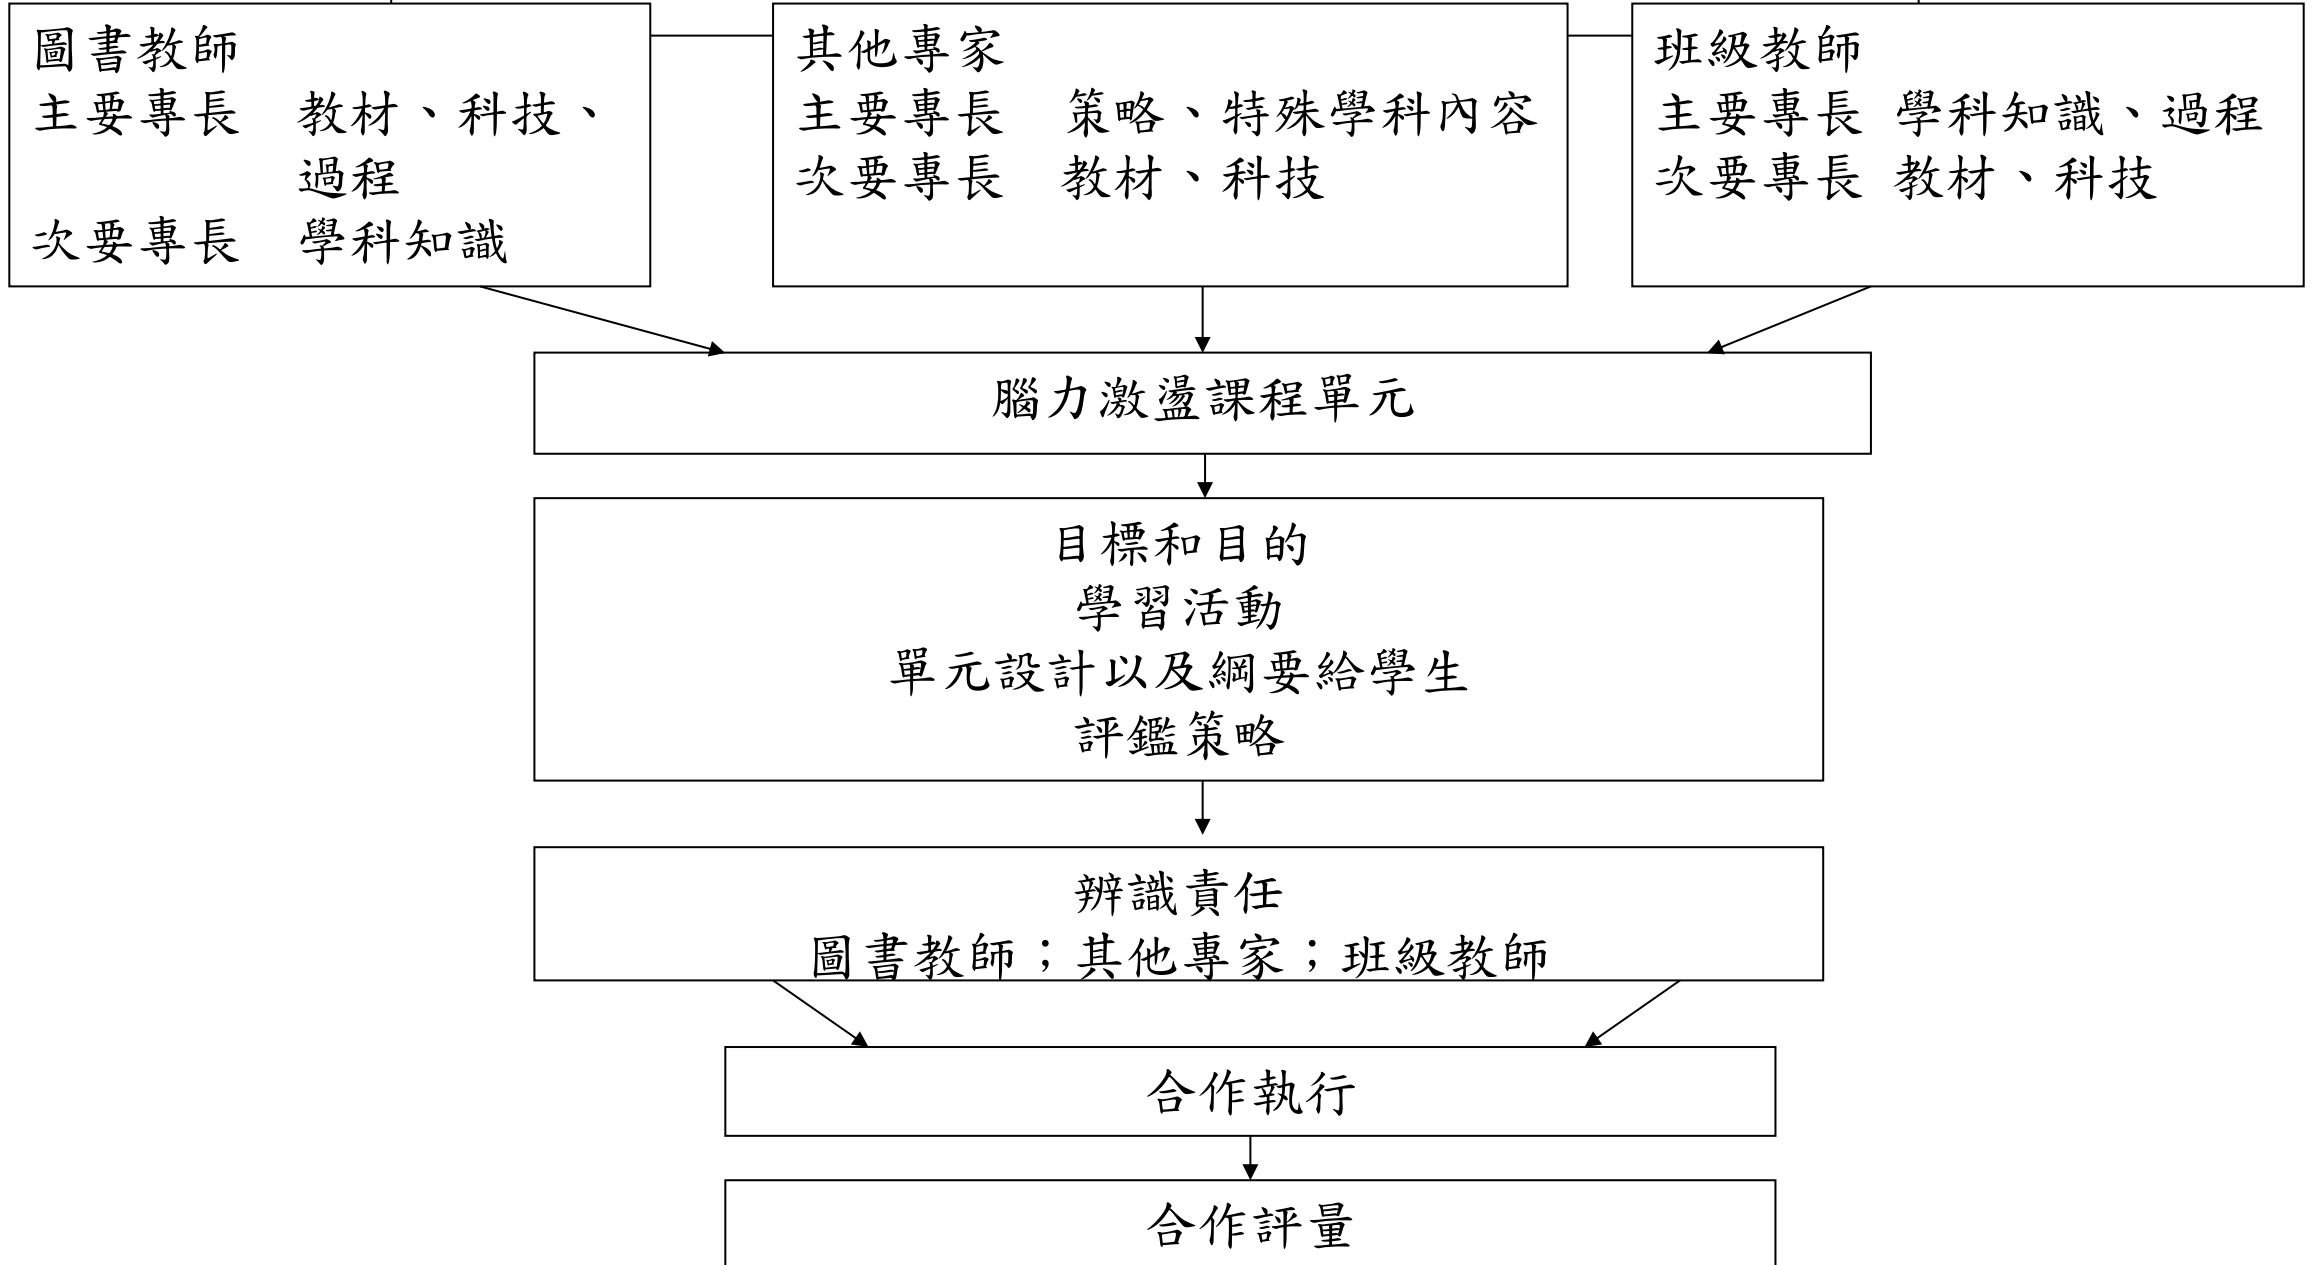 圖書教師
主要專長　教材、科技、
過程
次要專長　學科知識
其他專家
主要專長　策略、特殊學科內容
次要專長　教材、科技
班級教師
主要專長 學科知識、過程
次要專長 教材、科技
腦力激盪課程單元
目標和目的
學習活動
單元設計以及綱要給學生
評鑑策略
辨識責任
圖書教師；其他專家；班級教師
合作執行
合作評量